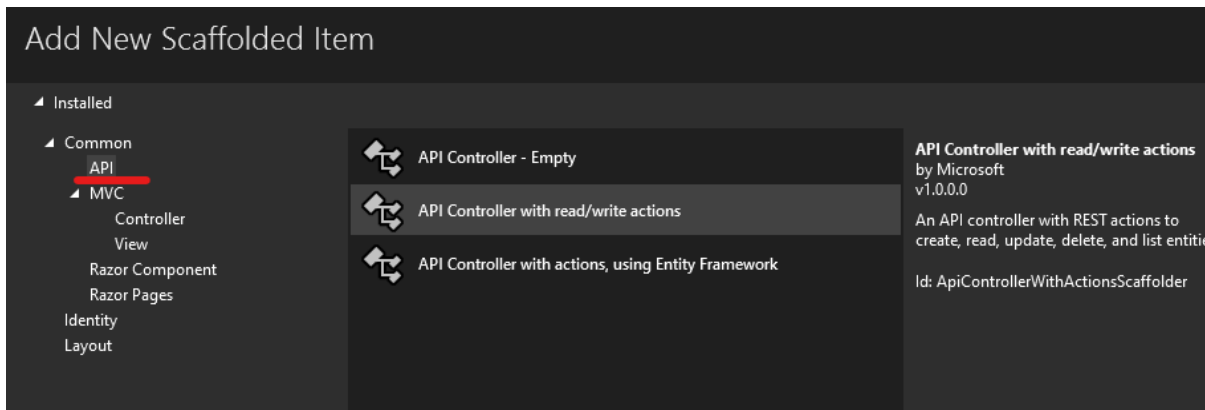 Add New Scaffolded Item
Installed
Common
API
MVC
Controller
View
Razor Component
Razor Pages
Identity
Layout
API Controller - Empty
API Controller with read/write actions
API Controller with actions, using Entity Framework
API Controller with read/write actions
by Microsoft
v1.0.0.0
An API controller with REST actions to
create, read, update, delete, and list entitie
Id: ApiControllerWithActionsScaffolder